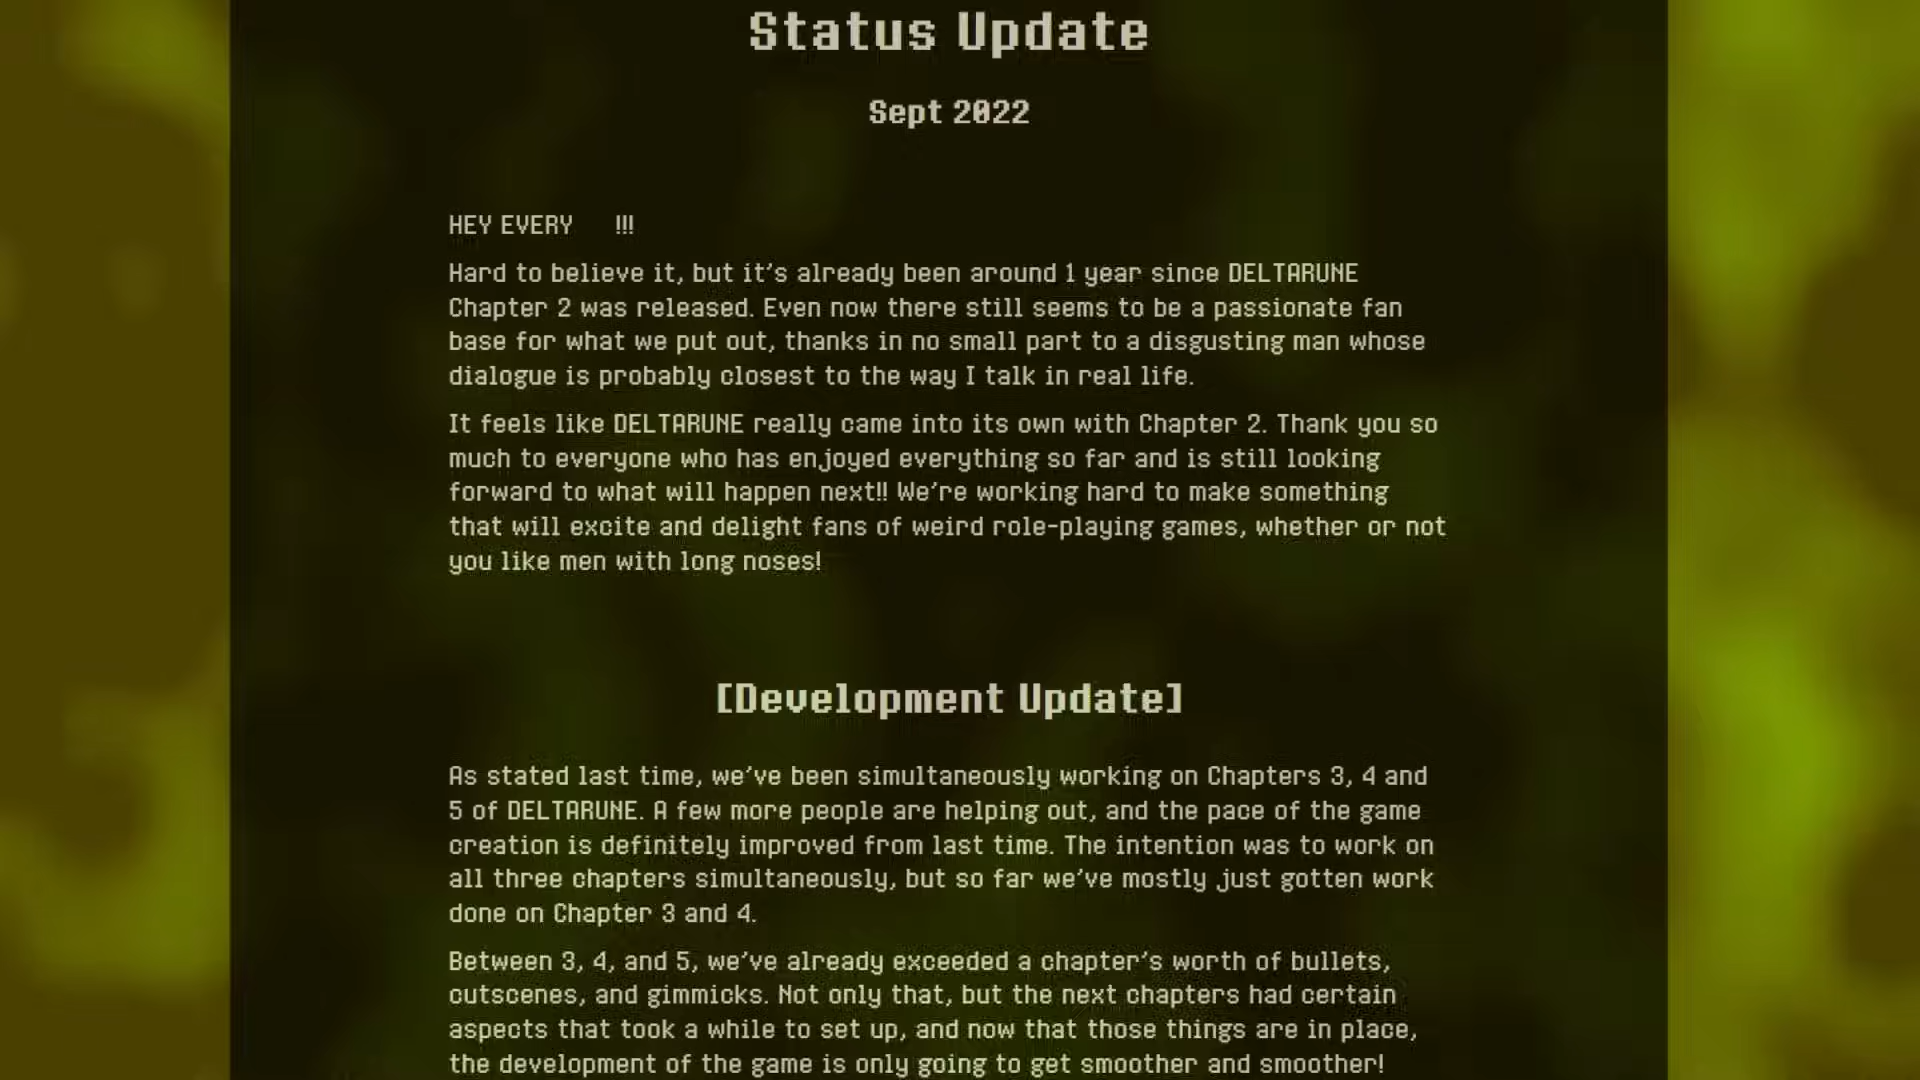 Status Update
Sept 2022
HEY EVERY    !!!
Hard to believe it, but it's already been around 1 year since DELTARUNE
Chapter 2 was released. Even now there still seems to be a passionate fan
base for what we put out, thanks in no small part to a disgusting man whose
dialogue is probably closest to the way I talk in real life.
It feels like DELTARUNE really came into its own with Chapter 2. Thank you so
much to everyone who has enjoyed everything so far and is still looking
forward to what will happen next!! We're working hard to make something
that will excite and delight fans of weird role-playing games, whether or not
you like men with long noses!
[Development Update]
As stated last time, we've been simultaneously working on Chapters 3, 4 and
5 of DELTARUNE. A few more people are helping out, and the pace of the game
creation is definitely improved from last time. The intention was to work on
all three chapters simultaneously, but so far we've mostly just gotten work
done on Chapter 3 and 4.
Between 3, 4, and 5, we've already exceeded a chapter's worth of bullets,
cutscenes, and gimmicks. Not only that, but the next chapters had certain
aspects that took a while to set up, and now that those things are in place,
the development of the game is only going to get smoother and smoother!